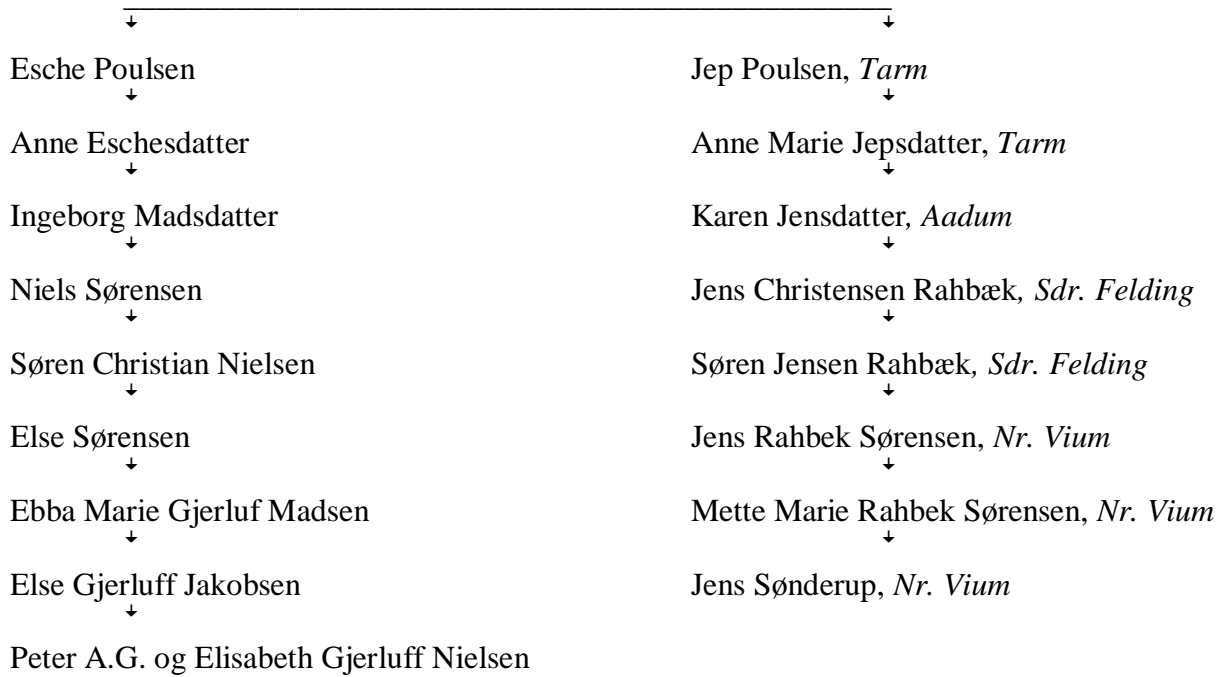 Esche Poulsen Jep Poulsen, Tarm
Anne Eschesdatter Anne Marie Jepsdatter, Tarm
Ingeborg Madsdatter Karen Jensdatter, Aadum
Niels Sørensen Jens Christensen Rahbæk, Sdr. Felding
Søren Christian Nielsen Søren Jensen Rahbæk, Sdr. Felding
Else Sørensen Jens Rahbek Sørensen, Nr. Vium
Ebba Marie Gjerluf Madsen Mette Marie Rahbek Sørensen, Nr. Vium
Else Gjerluff Jakobsen Jens Sønderup, Nr. Vium
Peter A.G. og Elisabeth Gjerluff Nielsen